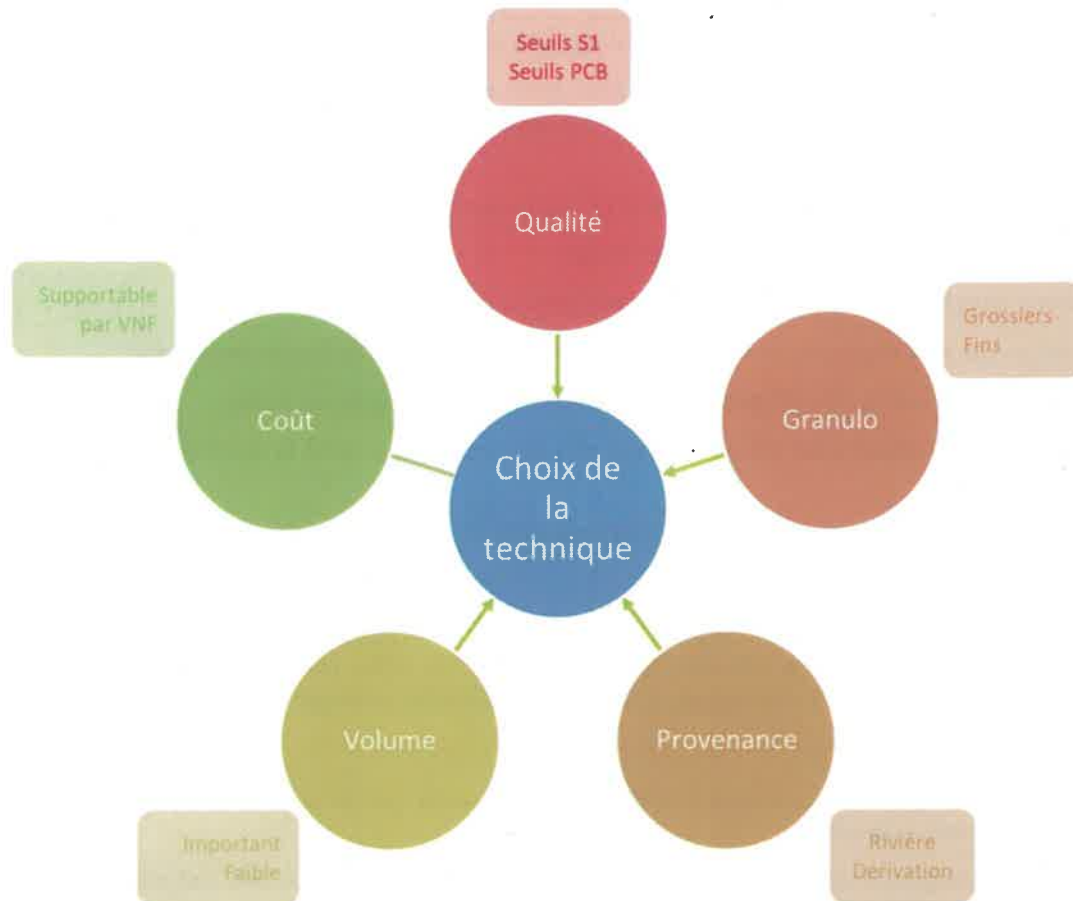 Seuils S1
Seuils PCB
Qualité
Supportable
par VNF
Grossiers
Fins
Coût
Granulo
Choix de
la
technique
Volume
Provenance
Important
Faible
Rivière
Dérivation